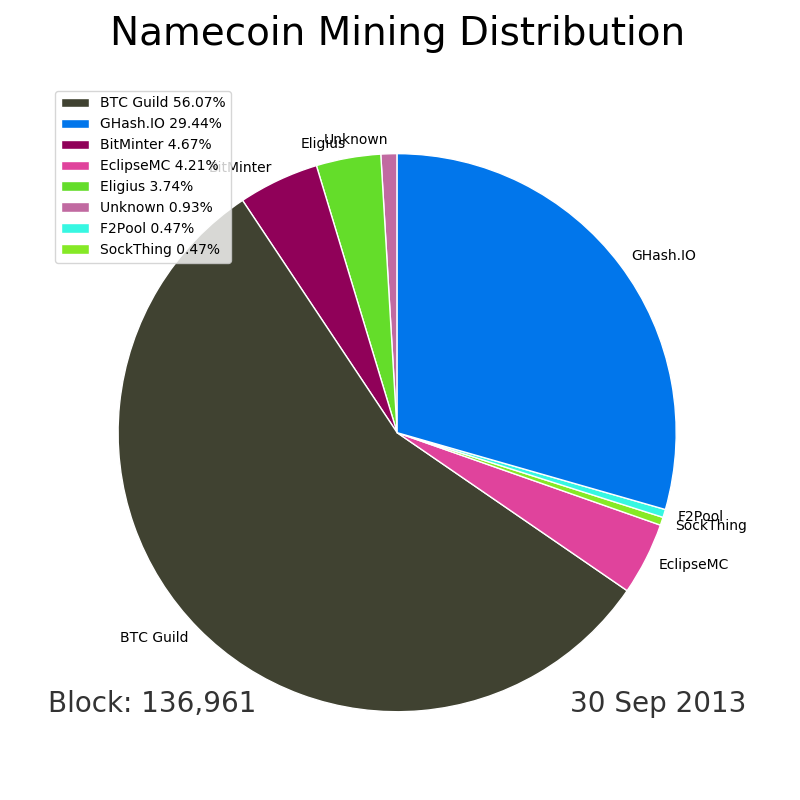 Namecoin Mining Distribution
BTC Guild 56.07%
GHash.IO 29.44%
BitMinter 4.67%
EclipseMC 4.21%
Eligius 3.74%
Unknown 0.93%
F2Pool 0.47%
SockThing 0.47%
Unknown
Eligius
BitMinter
GHash.IO
F2Pool
SockThing
EclipseMC
BTC Guild
Block: 136,961
30 Sep 2013